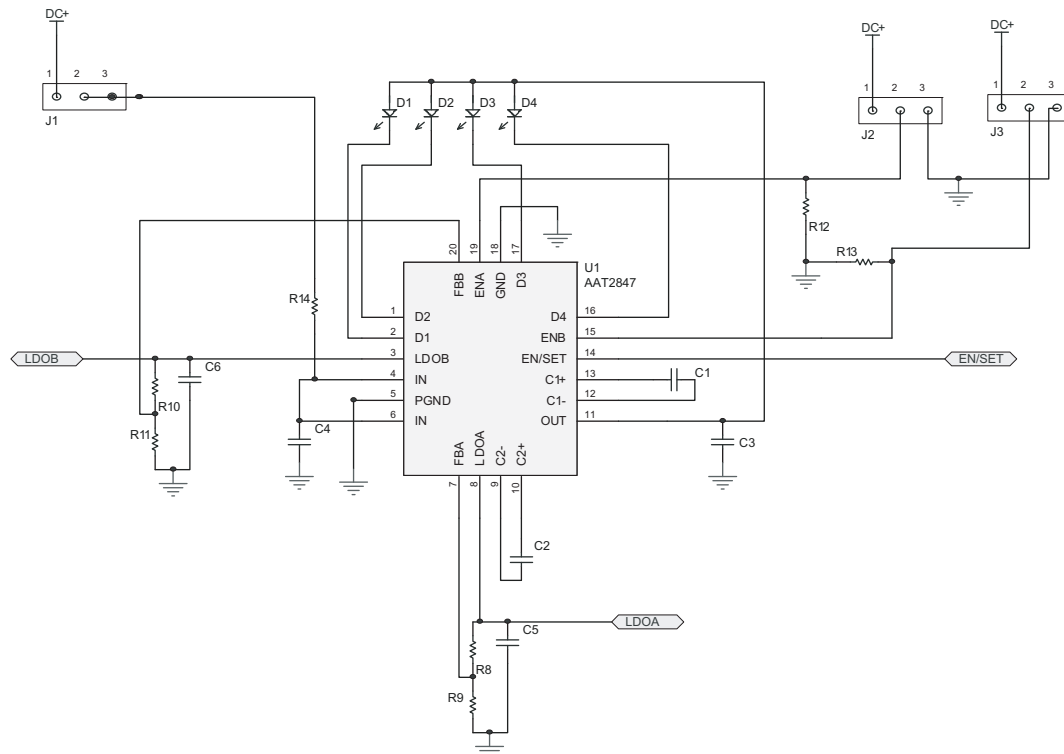 DC+
DC+
DC+
1 2 3
J1
1 2 3
J2
1 2 3
J3
D1 D2 D3 D4
R12
R13
R14
20 19 18 17
FBB ENA GND D3
U1
AAT2847
1 D2
2 D1
3 LDOB
4 IN
5 PGND
6 IN
D4 16
ENB 15
EN/SET 14
C1+ 13
C1- 12
OUT 11
FBA LDOA C2- C2+
7 8 9 10
LDOB
EN/SET
C6
R10
R11
C4
C1
C3
C2
C5
LDOA
R8
R9